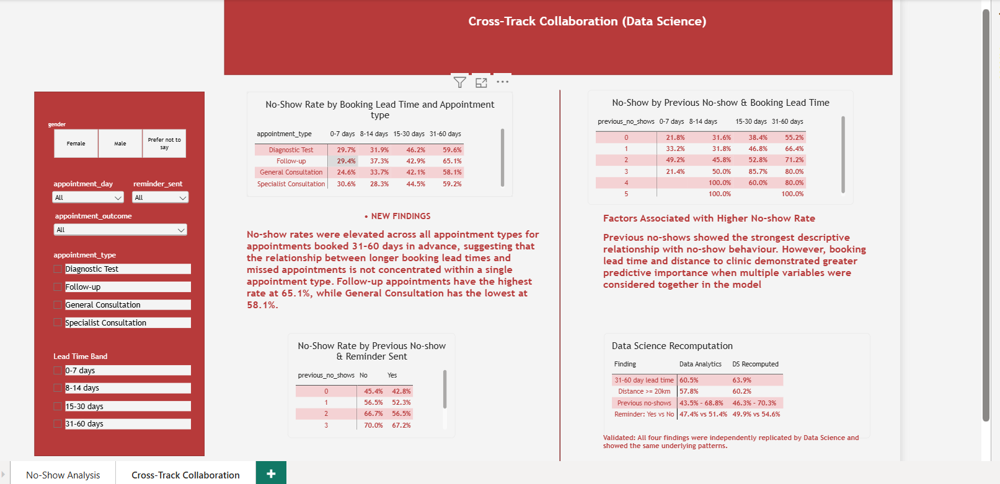 Cross-Track Collaboration (Data Science)
gender
Female Male Prefer not to say
appointment_day reminder_sent
All All
appointment_outcome
All
appointment_type
Diagnostic Test
Follow-up
General Consultation
Specialist Consultation
Lead Time Band
0-7 days
8-14 days
15-30 days
31-60 days
No-Show Rate by Booking Lead Time and Appointment
type
appointment_type 0-7 days 8-14 days 15-30 days 31-60 days
Diagnostic Test 29.7% 31.9% 46.2% 59.6%
Follow-up 29.4% 37.3% 42.9% 65.1%
General Consultation 24.6% 33.7% 42.1% 58.1%
Specialist Consultation 30.6% 28.3% 44.5% 59.2%
• NEW FINDINGS
No-show rates were elevated across all appointment types for
appointments booked 31-60 days in advance, suggesting that
the relationship between longer booking lead times and
missed appointments is not concentrated within a single
appointment type. Follow-up appointments have the highest
rate at 65.1%, while General Consultation has the lowest at
58.1%.
No-Show Rate by Previous No-show
& Reminder Sent
previous_no_shows No Yes
0 45.4% 42.8%
1 56.5% 52.3%
2 66.7% 56.5%
3 70.0% 67.2%
No-Show by Previous No-show & Booking Lead Time
previous_no_shows 0-7 days 8-14 days 15-30 days 31-60 days
0 21.8% 31.6% 38.4% 55.2%
1 33.2% 31.8% 46.8% 66.4%
2 49.2% 45.8% 52.8% 71.2%
3 21.4% 50.0% 85.7% 80.0%
4 100.0% 60.0% 80.0%
5 100.0% 100.0%
Factors Associated with Higher No-show Rate
Previous no-shows showed the strongest descriptive
relationship with no-show behaviour. However, booking
lead time and distance to clinic demonstrated greater
predictive importance when multiple variables were
considered together in the model
Data Science Recomputation
Finding Data Analytics DS Recomputed
31-60 day lead time 60.5% 63.9%
Distance >= 20km 57.8% 60.2%
Previous no-shows 43.5% - 68.8% 46.3% - 70.3%
Reminder: Yes vs No 47.4% vs 51.4% 49.9% vs 54.6%
Validated: All four findings were independently replicated by Data Science and
showed the same underlying patterns.
No-Show Analysis Cross-Track Collaboration